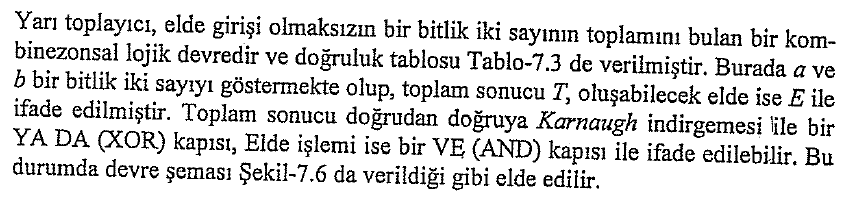 Yarı toplayıcı, elde girişi olmaksızın bir bitlik iki sayının toplamını bulan bir kom-
binezonsal lojik devredir ve doğruluk tablosu Tablo-7.3 de verilmiştir. Burada a ve
b bir bitlik iki sayıyı göstermekte olup, toplam sonucu T, oluşabilecek elde ise E ile
ifade edilmiştir. Toplam sonucu doğrudan doğruya Karnaugh indirgemesi ile bir
YA DA (XOR) kapısı, Elde işlemi ise bir VE (AND) kapısı ile ifade edilebilir. Bu
durumda devre şeması Şekil-7.6 da verildiği gibi elde edilir.